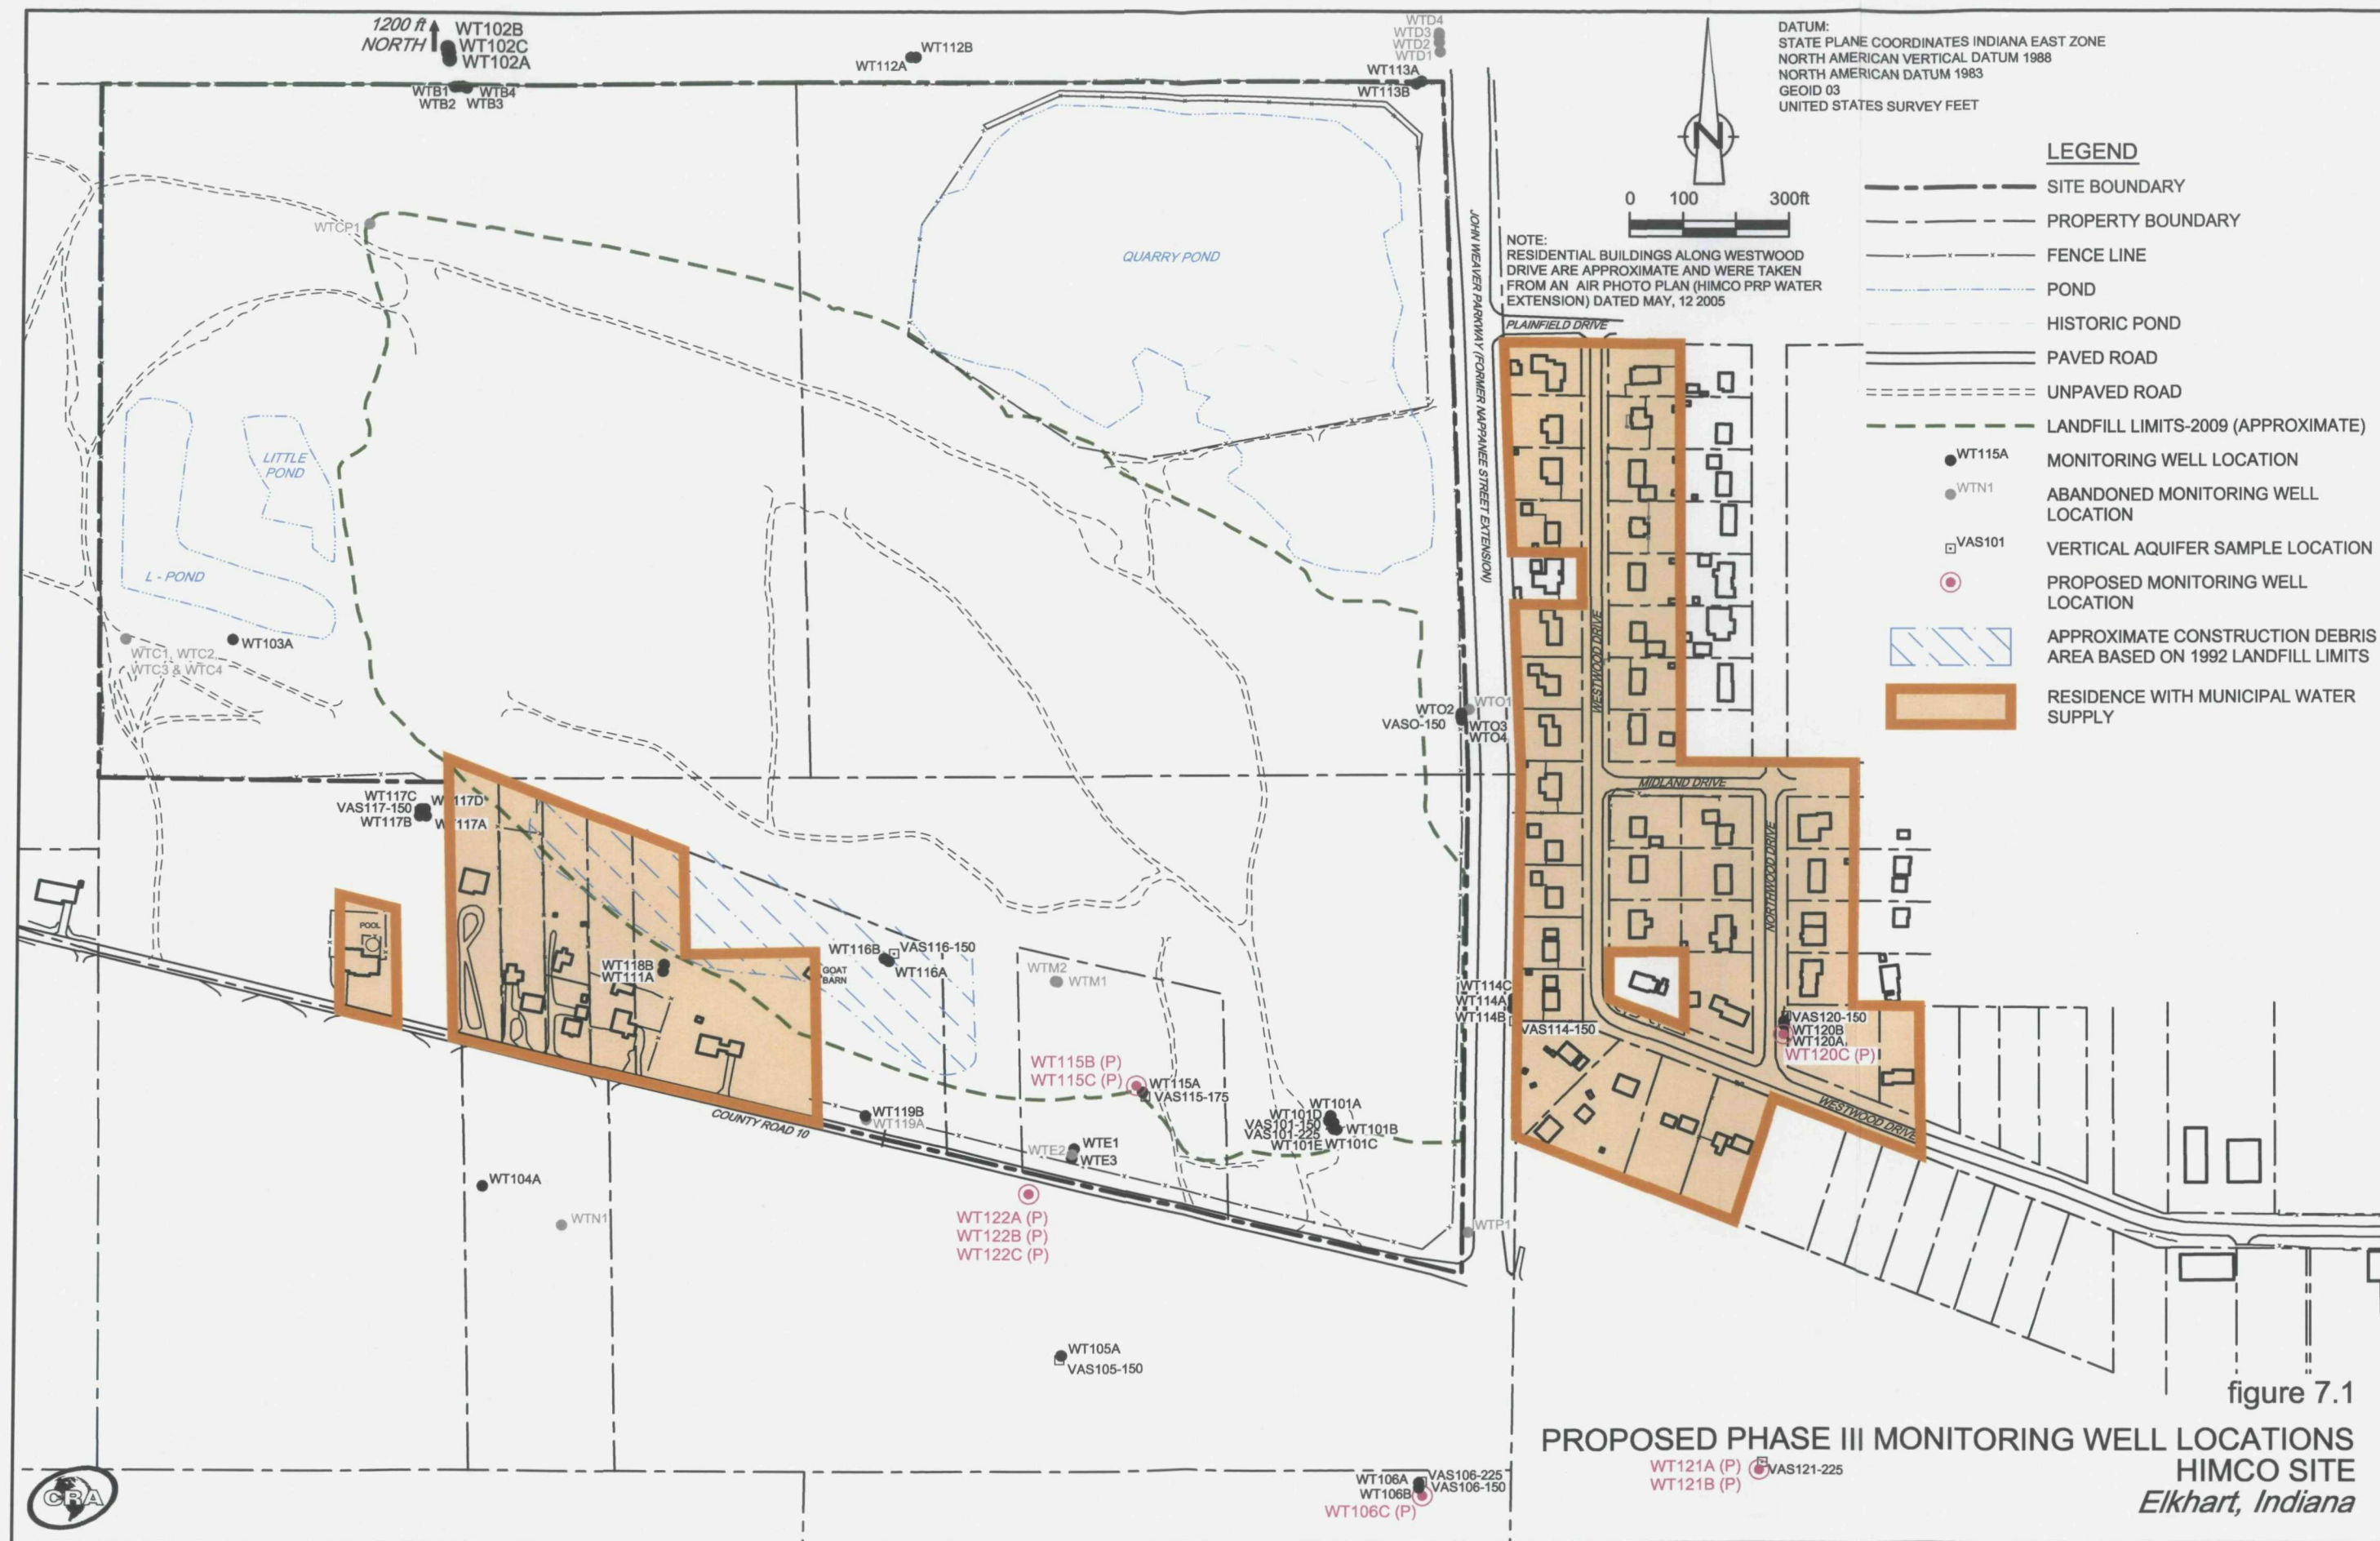 1200 ft
NORTH
WT102B
WT102C
WT102A
WTB1
WTB4
WTB2
WTB3
WT112B
WT112A
WTD4
WTD3
WTD2
WTD1
WT113A
WT113B
N
0 100 300ft
DATUM:
STATE PLANE COORDINATES INDIANA EAST ZONE
NORTH AMERICAN VERTICAL DATUM 1988
NORTH AMERICAN DATUM 1983
GEOID 03
UNITED STATES SURVEY FEET
NOTE:
RESIDENTIAL BUILDINGS ALONG WESTWOOD
DRIVE ARE APPROXIMATE AND WERE TAKEN
FROM AN AIR PHOTO PLAN (HIMCO PRP WATER
EXTENSION) DATED MAY, 12 2005
LEGEND
SITE BOUNDARY
PROPERTY BOUNDARY
FENCE LINE
POND
HISTORIC POND
PAVED ROAD
UNPAVED ROAD
LANDFILL LIMITS-2009 (APPROXIMATE)
WT115A
MONITORING WELL LOCATION
WTN1
ABANDONED MONITORING WELL
LOCATION
VAS101
VERTICAL AQUIFER SAMPLE LOCATION
PROPOSED MONITORING WELL
LOCATION
APPROXIMATE CONSTRUCTION DEBRIS
AREA BASED ON 1992 LANDFILL LIMITS
RESIDENCE WITH MUNICIPAL WATER
SUPPLY
WTCP1
QUARRY POND
JOHN WEAVER PARKWAY (FORMER NAPPANEE STREET EXTENSION)
PLAINFIELD DRIVE
LITTLE
POND
L - POND
WTC1, WTC2,
WTC3 & WTC4
WT103A
WESTWOOD DRIVE
WTO2
WTO1
VASO-150
WTO3
WTO4
MIDLAND DRIVE
NORTHWOOD DRIVE
WT117C
WT117D
VAS117-150
WT117B
WT117A
POOL
WT118B
WT111A
GOAT
BARN
WT116B
VAS116-150
WT116A
WTM2
WTM1
WT114C
WT114A
WT114B
VAS114-150
VAS120-150
WT120B
WT120A
WT120C (P)
WT115B (P)
WT115C (P)
WT115A
VAS115-175
WT101A
WT101D
VAS101-150
WT101B
VAS101-225
WT101E
WT101C
WESTWOOD DRIVE
COUNTY ROAD 10
WT119B
WT119A
WTE1
WTE2
WTE3
WT104A
WTN1
WT122A (P)
WT122B (P)
WT122C (P)
WTP1
WT105A
VAS105-150
WT106A
VAS106-225
WT106B
VAS106-150
WT106C (P)
WT121A (P)
VAS121-225
WT121B (P)
CRA
figure 7.1
PROPOSED PHASE III MONITORING WELL LOCATIONS
HIMCO SITE
Elkhart, Indiana